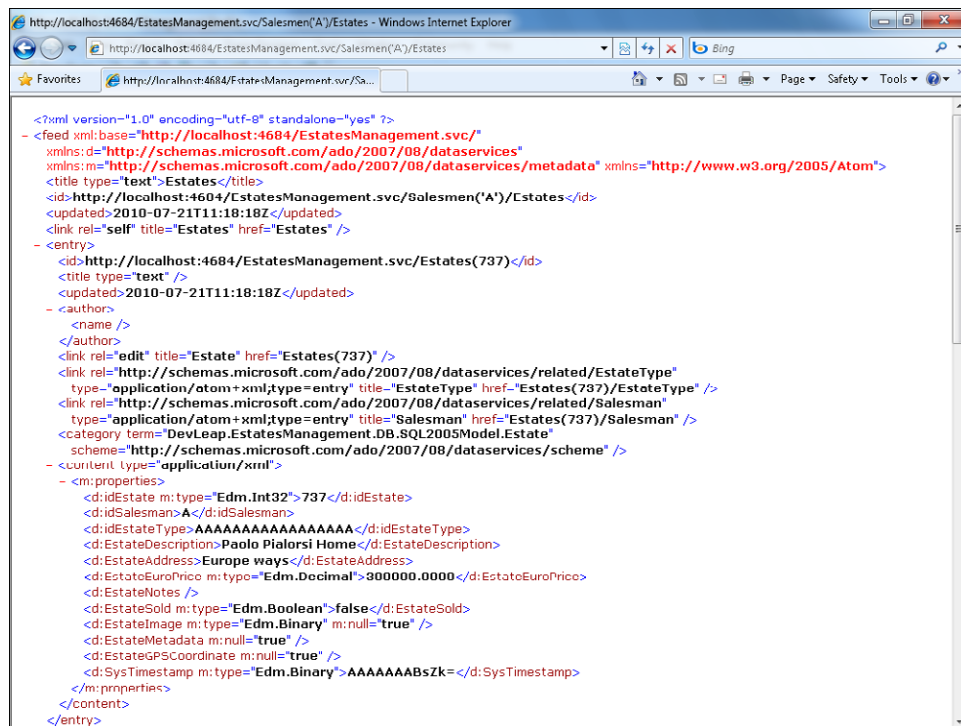 http://localhost:4684/EstatesManagement.svc/Salesmen('A')/Estates - Windows Internet Explorer
http://localhost:4684/EstatesManagement.svc/Salesmen('A')/Estates
Bing
Favorites
http://localhost:4684/EstatesManagement.svc/Sa...
Page
Safety
Tools
<?xml version="1.0" encoding="utf-8" standalone="yes" ?>
- <feed xml:base="http://localhost:4684/EstatesManagement.svc/"
xmlns:d="http://schemas.microsoft.com/ado/2007/08/dataservices"
xmlns:m="http://schemas.microsoft.com/ado/2007/08/dataservices/metadata" xmlns="http://www.w3.org/2005/Atom">
<title type="text">Estates</title>
<id>http://localhost:4684/EstatesManagement.svc/Salesmen('A')/Estates</id>
<updated>2010-07-21T11:18:18Z</updated>
<link rel="self" title="Estates" href="Estates" />
- <entry>
<id>http://localhost:4684/EstatesManagement.svc/Estates(737)</id>
<title type="text" />
<updated>2010-07-21T11:18:18Z</updated>
- <author>
<name />
</author>
<link rel="edit" title="Estate" href="Estates(737)" />
<link rel="http://schemas.microsoft.com/ado/2007/08/dataservices/related/EstateType"
type="application/atom+xml;type=entry" title="EstateType" href="Estates(737)/EstateType" />
<link rel="http://schemas.microsoft.com/ado/2007/08/dataservices/related/Salesman"
type="application/atom+xml;type=entry" title="Salesman" href="Estates(737)/Salesman" />
<category term="DevLeap.EstatesManagement.DB.SQL2005Model.Estate"
scheme="http://schemas.microsoft.com/ado/2007/08/dataservices/scheme" />
- <content type="application/xml">
- <m:properties>
<d:idEstate m:type="Edm.Int32">737</d:idEstate>
<d:idSalesman>A</d:idSalesman>
<d:idEstateType>AAAAAAAAAAAAAAAAA</d:idEstateType>
<d:EstateDescription>Paolo Pialorsi Home</d:EstateDescription>
<d:EstateAddress>Europe ways</d:EstateAddress>
<d:EstateEuroPrice m:type="Edm.Decimal">300000.0000</d:EstateEuroPrice>
<d:EstateNotes />
<d:EstateSold m:type="Edm.Boolean">false</d:EstateSold>
<d:EstateImage m:type="Edm.Binary" m:null="true" />
<d:EstateMetadata m:null="true" />
<d:EstateGPSCoordinate m:null="true" />
<d:SysTimestamp m:type="Edm.Binary">AAAAAAABsZk=</d:SysTimestamp>
</m:properties>
</content>
</entry>